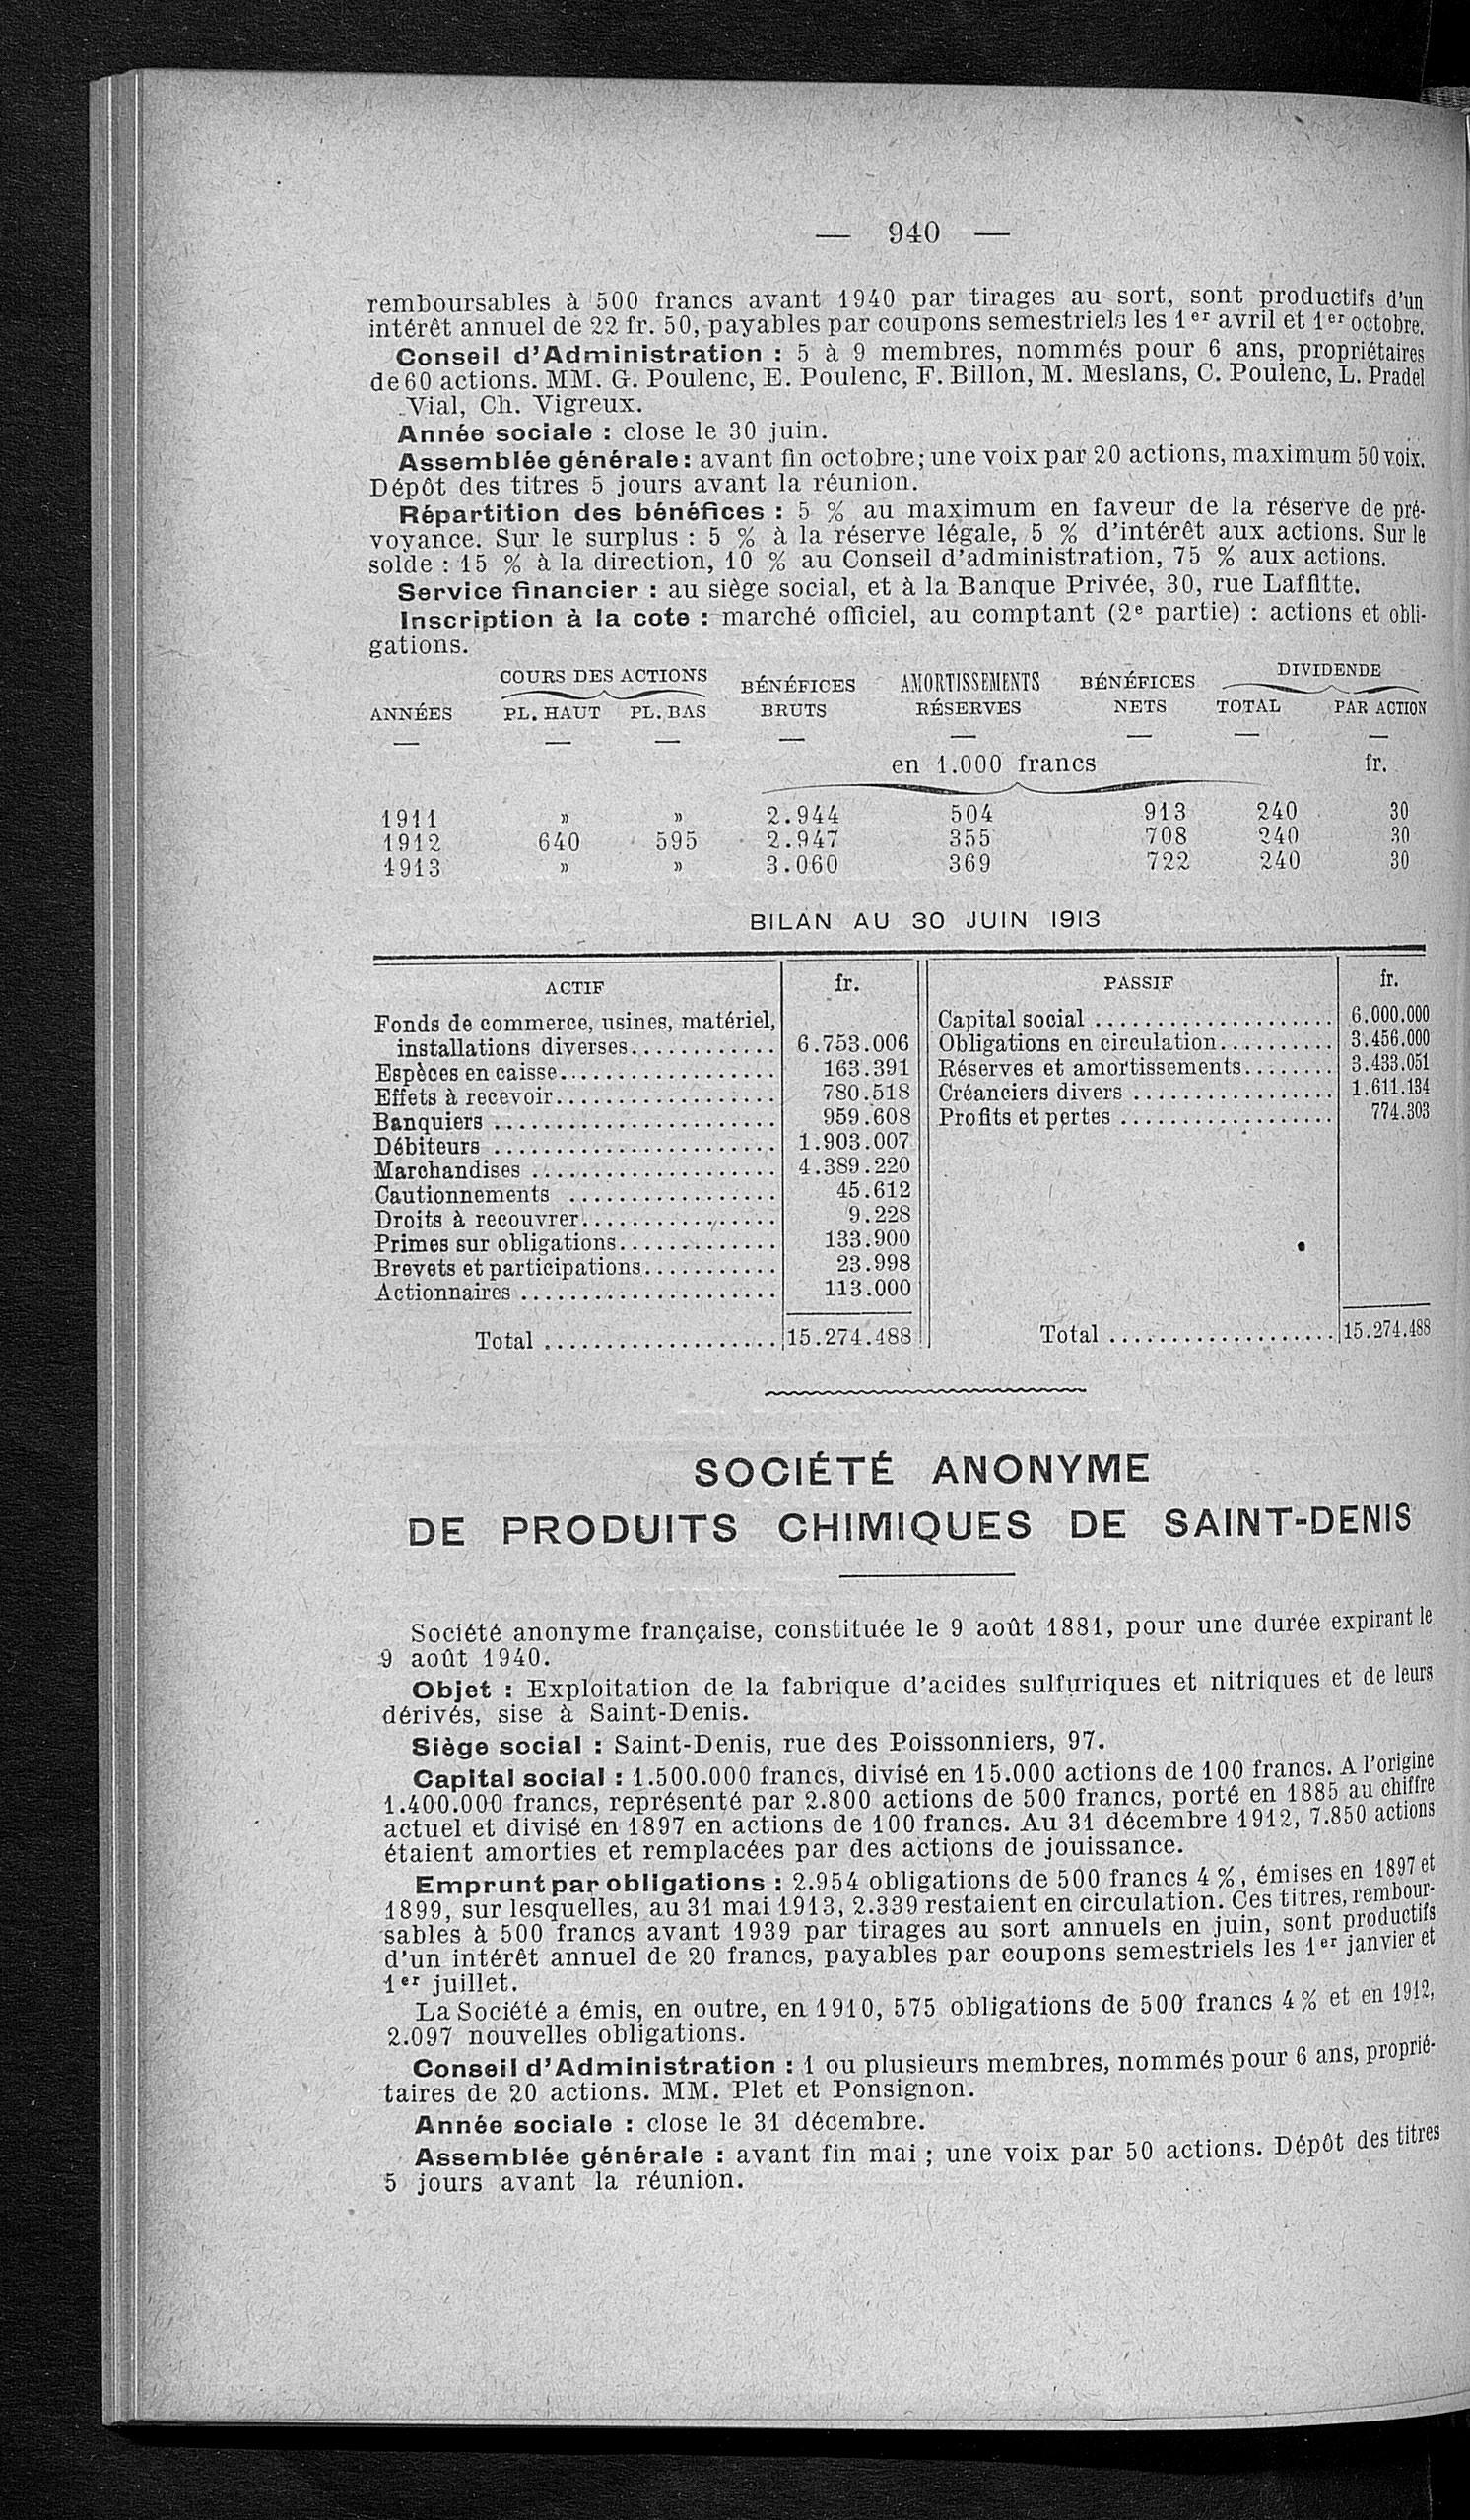 — 940 —
remboursables à 500 francs avant 1940 par tirages au sort, sont productifs d'un
intérêt annuel de 22 fr. 50, payables par coupons semestriels les 1er avril et 1er octobre.
Conseil d'Administration : 5 à 9 membres, nommés pour 6 ans, propriétaires
de 60 actions. MM. G. Poulenc, E. Poulenc, F. Billon, M. Meslans, C. Poulenc, L. Pradel
Vial, Ch. Vigreux.
Année sociale : close le 30 juin.
Assemblée générale : avant fin octobre; une voix par 20 actions, maximum 50 voix.
Dépôt des titres 5 jours avant la réunion.
Répartition des bénéfices : 5 % au maximum en faveur de la réserve de pré-
voyance. Sur le surplus : 5 % à la réserve légale, 5 % d'intérêt aux actions. Sur le
solde : 15 % à la direction, 10 % au Conseil d'administration, 75 % aux actions.
Service financier : au siège social, et à la Banque Privée, 30, rue Laffitte.
Inscription à la cote : marché officiel, au comptant (2e partie) : actions et obli-
gations.
COURS DES ACTIONS BÉNÉFICES AMORTISSEMENTS BÉNÉFICES DIVIDENDE
ANNÉES PL. HAUT PL. BAS BRUTS RÉSERVES NETS TOTAL PAR ACTION
— — — — — — — —
en 1.000 francs fr.
1911 » » 2.944 504 913 240 30
1912 640 595 2.947 355 708 240 30
1913 » » 3.060 369 722 240 30
BILAN AU 30 JUIN 1913
ACTIF fr. PASSIF fr.
Fonds de commerce, usines, matériel, Capital social .................... 6.000.000
installations diverses............ 6.753.006 Obligations en circulation.......... 3.456.000
Espèces en caisse.................. 163.391 Réserves et amortissements........ 3.433.051
Effets à recevoir.................. 780.518 Créanciers divers ................. 1.611.134
Banquiers ....................... 959.608 Profits et pertes .................. 774.303
Débiteurs ....................... 1.903.007
Marchandises .................... 4.389.220
Cautionnements ................. 45.612
Droits à recouvrer................ 9.228
Primes sur obligations............. 133.900
Brevets et participations........... 23.998
Actionnaires ..................... 113.000
Total ................... 15.274.488 Total ................... 15.274.488
SOCIÉTÉ ANONYME
DE PRODUITS CHIMIQUES DE SAINT-DENIS
Société anonyme française, constituée le 9 août 1881, pour une durée expirant le
9 août 1940.
Objet : Exploitation de la fabrique d'acides sulfuriques et nitriques et de leurs
dérivés, sise à Saint-Denis.
Siège social : Saint-Denis, rue des Poissonniers, 97.
Capital social : 1.500.000 francs, divisé en 15.000 actions de 100 francs. A l'origine
1.400.000 francs, représenté par 2.800 actions de 500 francs, porté en 1885 au chiffre
actuel et divisé en 1897 en actions de 100 francs. Au 31 décembre 1912, 7.850 actions
étaient amorties et remplacées par des actions de jouissance.
Emprunt par obligations : 2.954 obligations de 500 francs 4 %, émises en 1897 et
1899, sur lesquelles, au 31 mai 1913, 2.339 restaient en circulation. Ces titres, rembour-
sables à 500 francs avant 1939 par tirages au sort annuels en juin, sont productifs
d'un intérêt annuel de 20 francs, payables par coupons semestriels les 1er janvier et
1er juillet.
La Société a émis, en outre, en 1910, 575 obligations de 500 francs 4 % et en 1912,
2.097 nouvelles obligations.
Conseil d'Administration : 1 ou plusieurs membres, nommés pour 6 ans, proprié-
taires de 20 actions. MM. Plet et Ponsignon.
Année sociale : close le 31 décembre.
Assemblée générale : avant fin mai ; une voix par 50 actions. Dépôt des titres
5 jours avant la réunion.